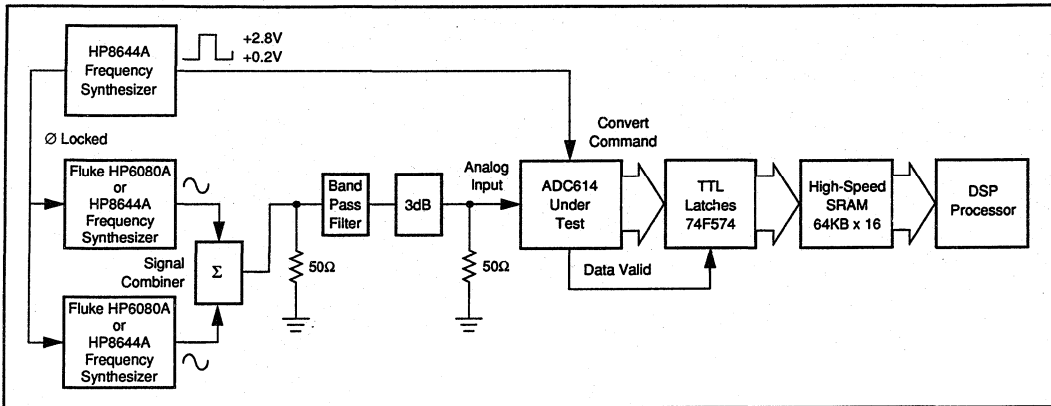 HP8644A
Frequency
Synthesizer
+2.8V
+0.2V
Ø Locked
Fluke HP6080A
or
HP8644A
Frequency
Synthesizer
Signal
Combiner
Σ
Fluke HP6080A
or
HP8644A
Frequency
Synthesizer
50Ω
Band
Pass
Filter
3dB
50Ω
Analog
Input
Convert
Command
ADC614
Under
Test
Data Valid
TTL
Latches
74F574
High-Speed
SRAM
64KB x 16
DSP
Processor